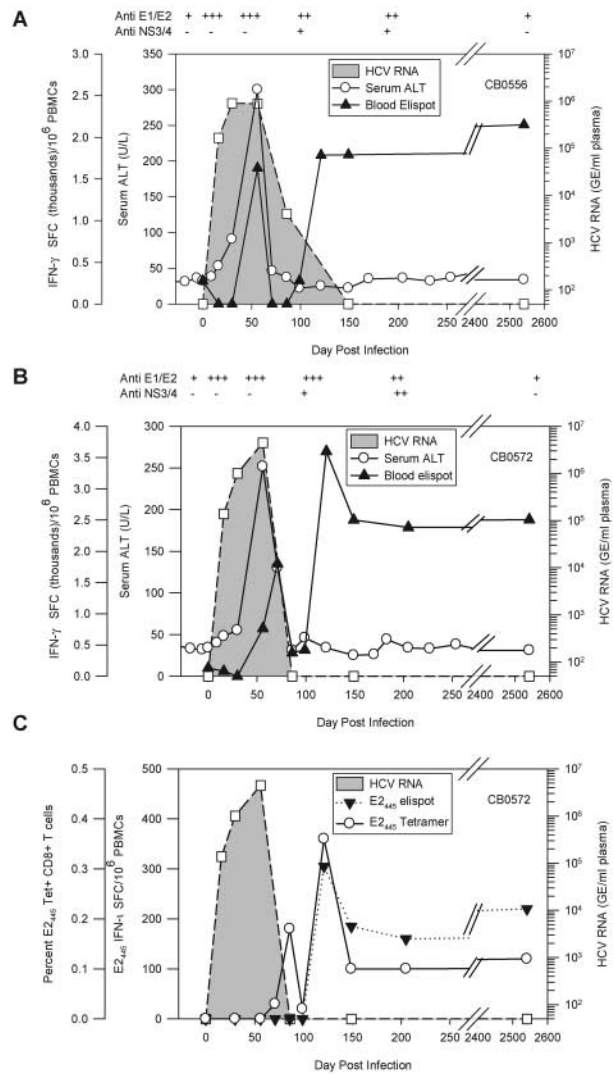 A
Anti E1/E2 + +++ +++ ++ ++ +
Anti NS3/4 - - - + + -
IFN-γ SFC (thousands)/10⁶ PBMCs
3.0
2.5
2.0
1.5
1.0
0.5
0.0
Serum ALT (U/L)
350
300
250
200
150
100
50
0
HCV RNA
Serum ALT
Blood Elispot
CB0556
10⁷
10⁶
10⁵
10⁴
10³
10²
HCV RNA (GE/ml plasma)
0 50 100 150 200 2400 2500 2600
Day Post Infection
B
Anti E1/E2 + +++ +++ +++ ++ +
Anti NS3/4 - - - + ++ -
IFN-γ SFC (thousands)/10⁶ PBMCs
4.0
3.5
3.0
2.5
2.0
1.5
1.0
0.5
0.0
Serum ALT (U/L)
300
250
200
150
100
50
0
HCV RNA
Serum ALT
Blood elispot
CB0572
10⁷
10⁶
10⁵
10⁴
10³
10²
HCV RNA (GE/ml plasma)
0 50 100 150 200 250 2400 2500 2600
Day Post Infection
C
Percent E2₄₄₅ Tet+ CD8+ T cells
0.5
0.4
0.3
0.2
0.1
0.0
E2₄₄₅ IFN-γ SFC/10⁶ PBMCs
500
400
300
200
100
0
HCV RNA
E2₄₄₅ elispot
E2₄₄₅ Tetramer
CB0572
10⁷
10⁶
10⁵
10⁴
10³
10²
HCV RNA (GE/ml plasma)
0 50 100 150 200 250 2400 2500 2600
Day Post Infection